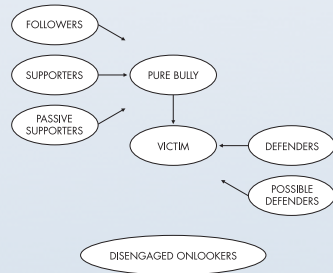 FOLLOWERS
SUPPORTERS
PURE BULLY
PASSIVE
SUPPORTERS
VICTIM
DEFENDERS
POSSIBLE
DEFENDERS
DISENGAGED ONLOOKERS